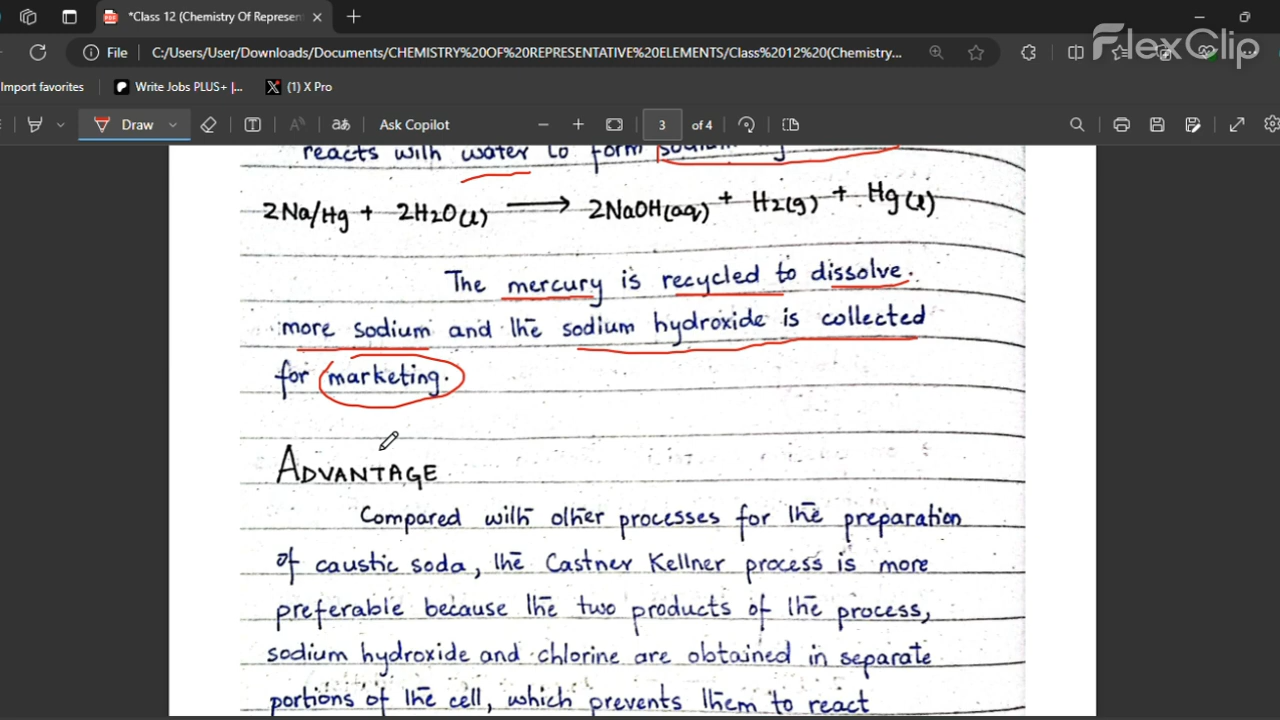 *Class 12 (Chemistry Of Represen
FlexClip
File C:/Users/User/Downloads/Documents/CHEMISTRY%20OF%20REPRESENTATIVE%20ELEMENTS/Class%2012%20(Chemistry...
Import favorites Write Jobs PLUS+ |... (1) X Pro
Draw Ask Copilot 3 of 4
reacts with water to form
2Na/Hg + 2H2O(l) ⟶ 2NaOH(aq) + H2(g) + Hg(l)
The mercury is recycled to dissolve.
more sodium and the sodium hydroxide is collected
for marketing.
ADVANTAGE
Compared with other processes for the preparation
of caustic soda, the Castner Kellner process is more
preferable because the two products of the process,
sodium hydroxide and chlorine are obtained in separate
portions of the cell, which prevents them to react